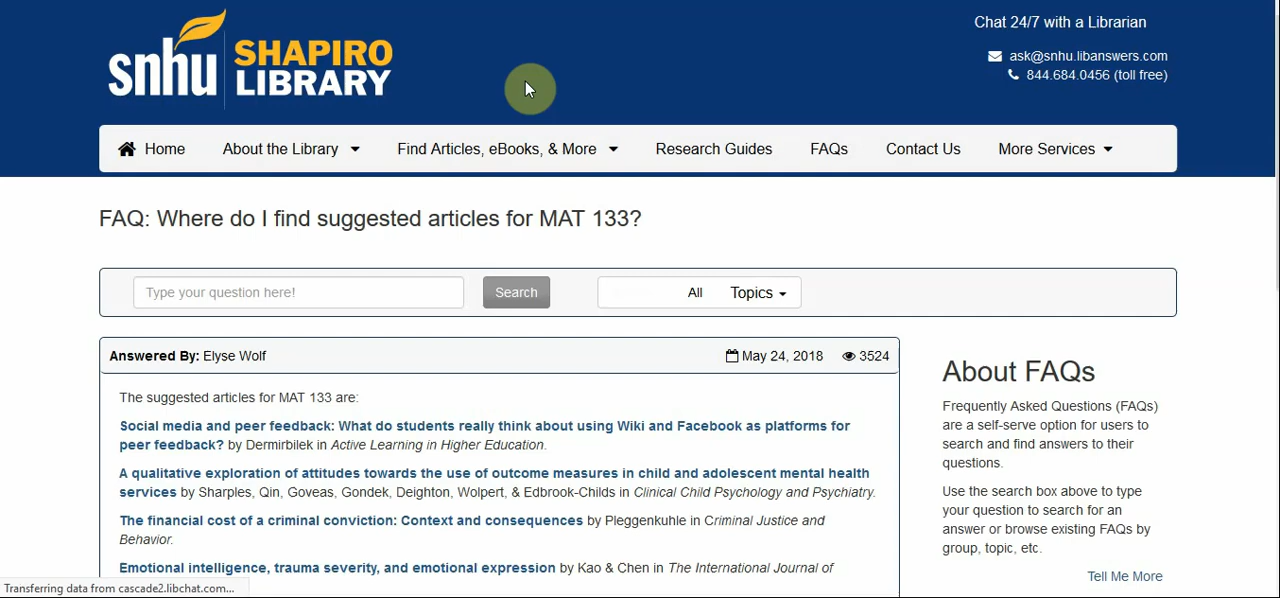 snhu SHAPIRO LIBRARY
Chat 24/7 with a Librarian
ask@snhu.libanswers.com
844.684.0456 (toll free)
Home About the Library Find Articles, eBooks, & More Research Guides FAQs Contact Us More Services
FAQ: Where do I find suggested articles for MAT 133?
Type your question here! Search All Topics
Answered By: Elyse Wolf May 24, 2018 3524
The suggested articles for MAT 133 are:
Social media and peer feedback: What do students really think about using Wiki and Facebook as platforms for
peer feedback? by Dermirbilek in Active Learning in Higher Education.
A qualitative exploration of attitudes towards the use of outcome measures in child and adolescent mental health
services by Sharples, Qin, Goveas, Gondek, Deighton, Wolpert, & Edbrook-Childs in Clinical Child Psychology and Psychiatry.
The financial cost of a criminal conviction: Context and consequences by Pleggenkuhle in Criminal Justice and
Behavior.
Emotional intelligence, trauma severity, and emotional expression by Kao & Chen in The International Journal of
About FAQs
Frequently Asked Questions (FAQs)
are a self-serve option for users to
search and find answers to their
questions.
Use the search box above to type
your question to search for an
answer or browse existing FAQs by
group, topic, etc.
Tell Me More
Transferring data from cascade2.libchat.com...